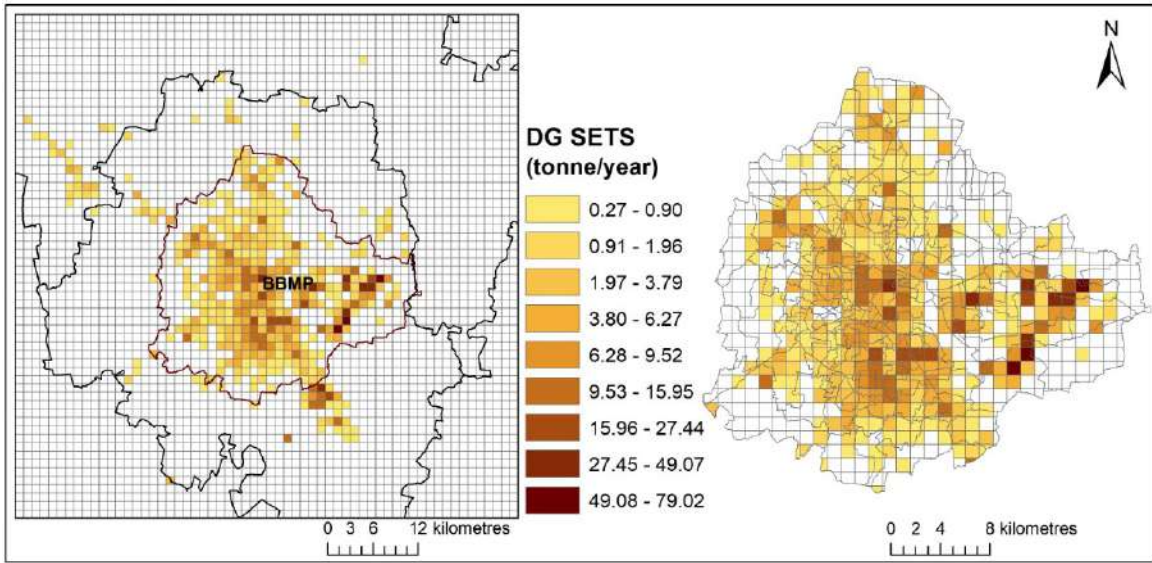 N
DG SETS
(tonne/year)
0.27 - 0.90
0.91 - 1.96
1.97 - 3.79
3.80 - 6.27
6.28 - 9.52
9.53 - 15.95
15.96 - 27.44
27.45 - 49.07
49.08 - 79.02
BBMP
0 3 6 12 kilometres
0 2 4 8 kilometres